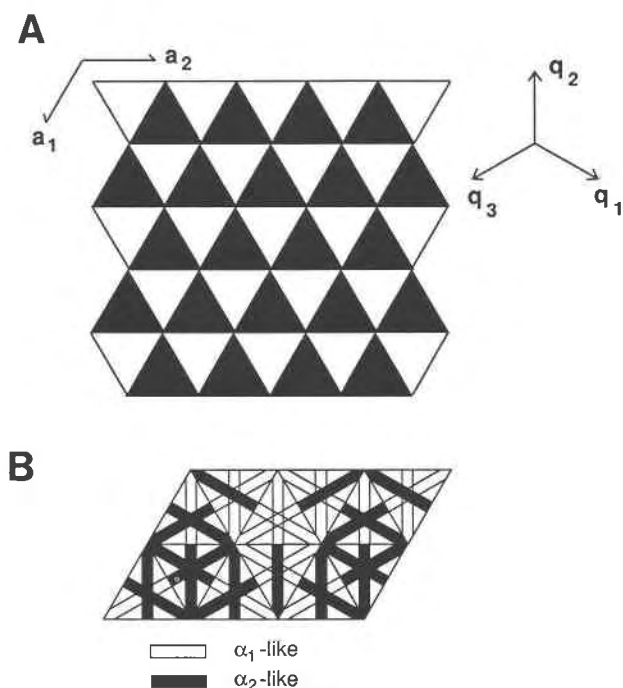 A
a₂
a₁
q₂
q₃
q₁
B
α₁-like
α₂-like